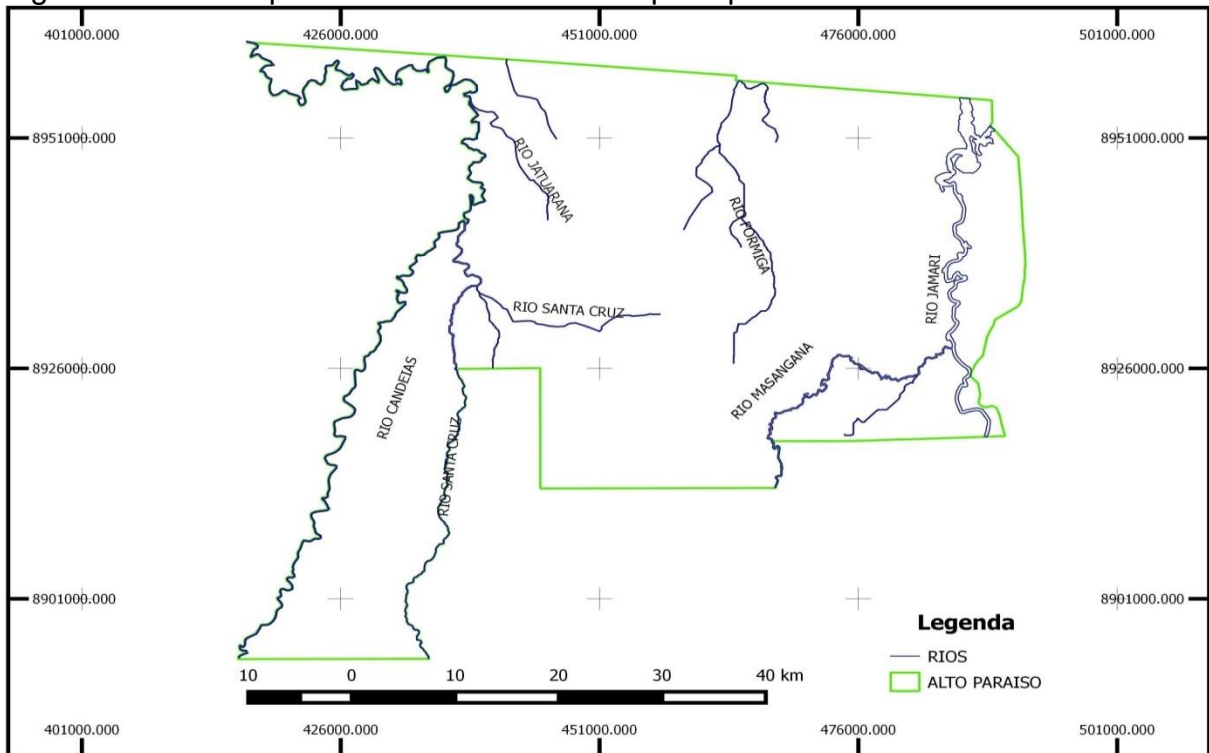 401000.000 426000.000 451000.000 476000.000 501000.000
8951000.000 8951000.000
RIO JATUARANA
RIO FORMIGA
RIO JAMARI
RIO SANTA CRUZ
8926000.000 8926000.000
RIO CANDEIAS
RIO MASANGANA
RIO SANTA CRUZ
8901000.000 8901000.000
Legenda
RIOS
ALTO PARAISO
10 0 10 20 30 40 km
401000.000 426000.000 451000.000 476000.000 501000.000